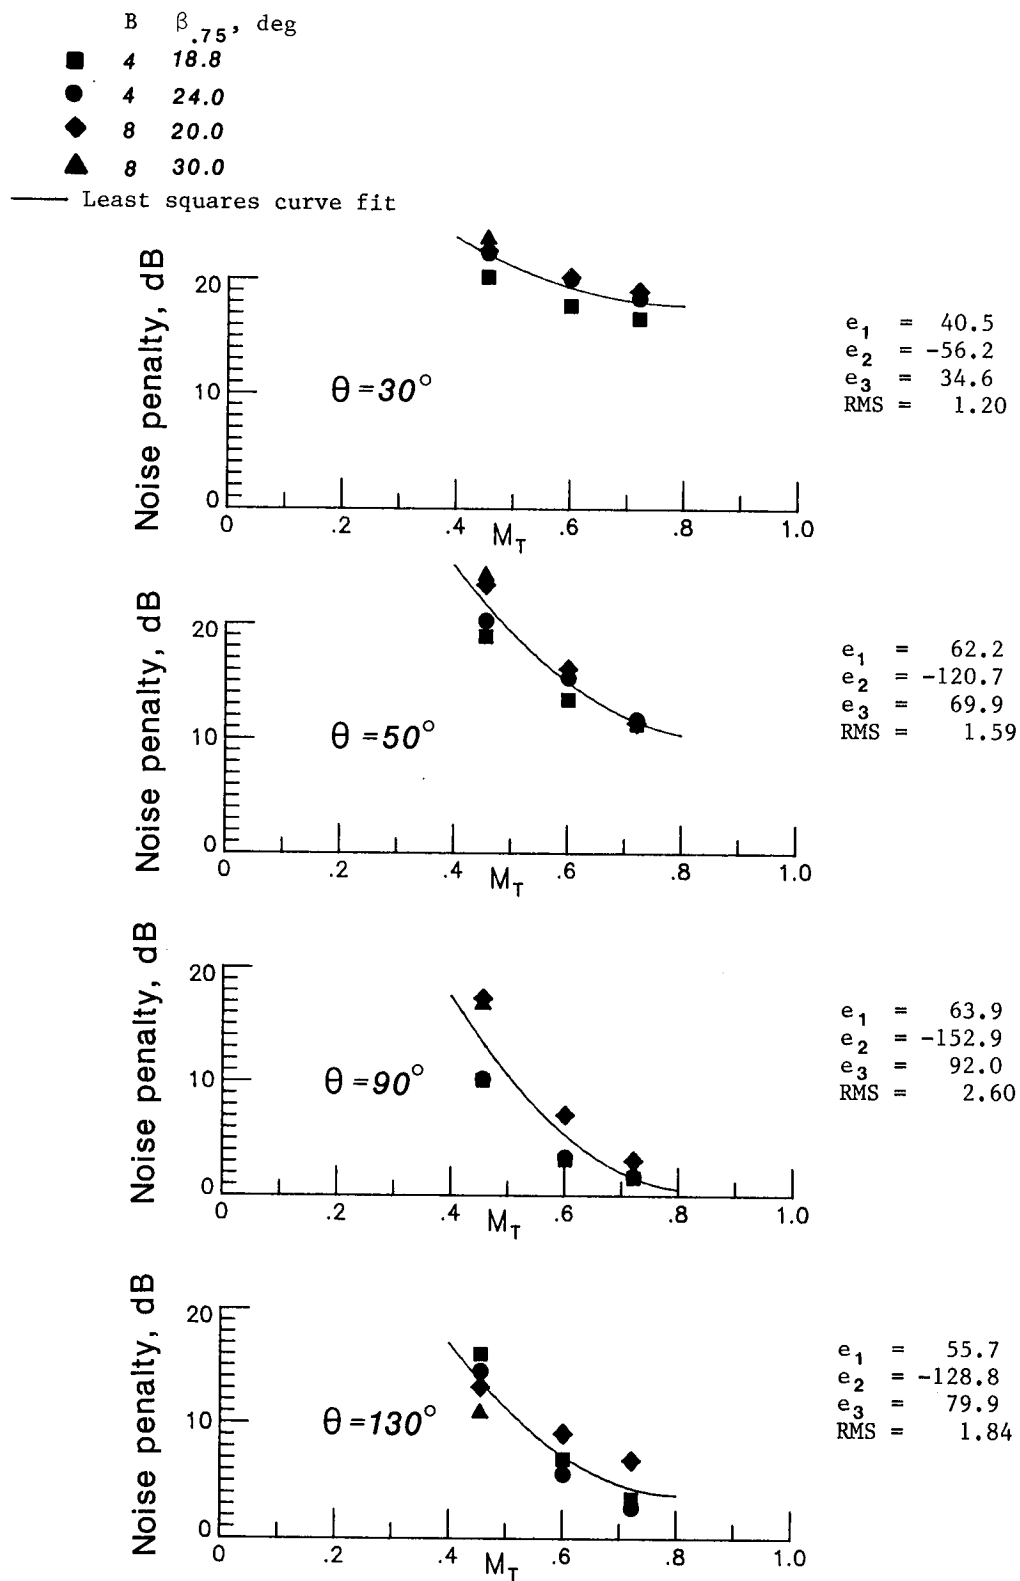 B β.75, deg
■ 4 18.8
● 4 24.0
◆ 8 20.0
▲ 8 30.0
Least squares curve fit
Noise penalty, dB
20
10
0
θ=30°
0 .2 .4 .6 .8 1.0
M_T
e1 = 40.5
e2 = -56.2
e3 = 34.6
RMS = 1.20
Noise penalty, dB
20
10
0
θ=50°
0 .2 .4 .6 .8 1.0
M_T
e1 = 62.2
e2 = -120.7
e3 = 69.9
RMS = 1.59
Noise penalty, dB
20
10
0
θ=90°
0 .2 .4 .6 .8 1.0
M_T
e1 = 63.9
e2 = -152.9
e3 = 92.0
RMS = 2.60
Noise penalty, dB
20
10
0
θ=130°
0 .2 .4 .6 .8 1.0
M_T
e1 = 55.7
e2 = -128.8
e3 = 79.9
RMS = 1.84